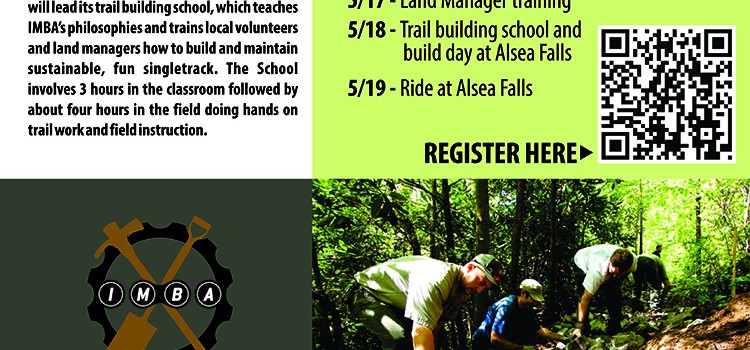 will lead its trail building school, which teaches
IMBA's philosophies and trains local volunteers
and land managers how to build and maintain
sustainable, fun singletrack. The School
involves 3 hours in the classroom followed by
about four hours in the field doing hands on
trail work and field instruction.
5/17 - Land Manager training
5/18 - Trail building school and
build day at Alsea Falls
5/19 - Ride at Alsea Falls
REGISTER HERE
IMBA